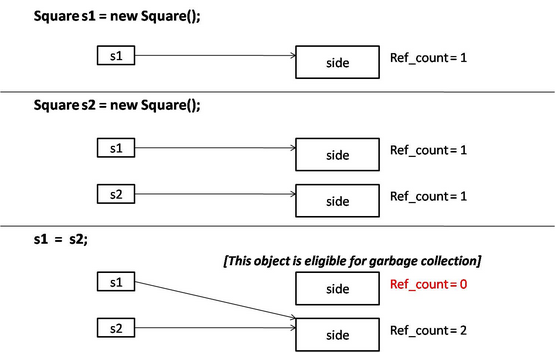 Square s1 = new Square();
s1 side Ref_count = 1
Square s2 = new Square();
s1 side Ref_count = 1
s2 side Ref_count = 1
s1 = s2;
[This object is eligible for garbage collection]
s1 side Ref_count = 0
s2 side Ref_count = 2